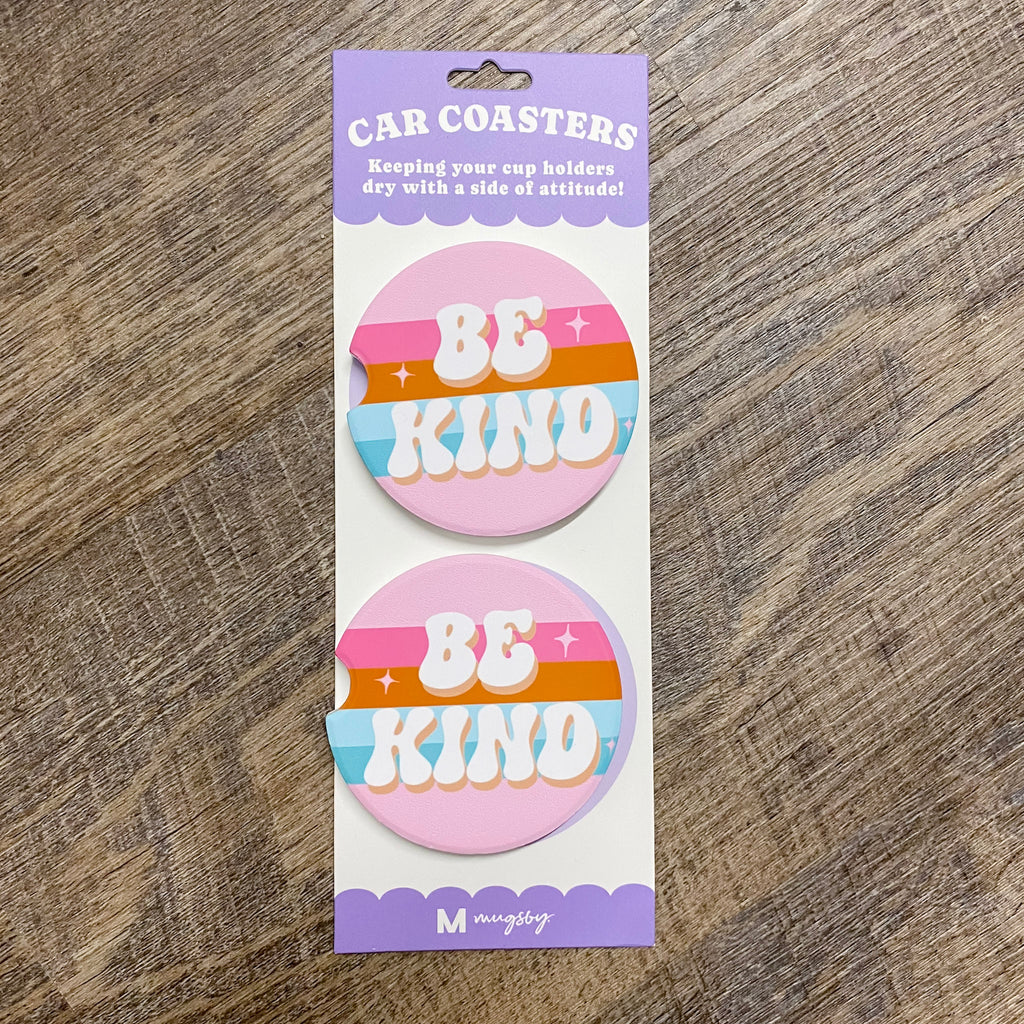 CAR COASTERS
Keeping your cup holders
dry with a side of attitude!
BE
KIND
BE
KIND
M mugsby.